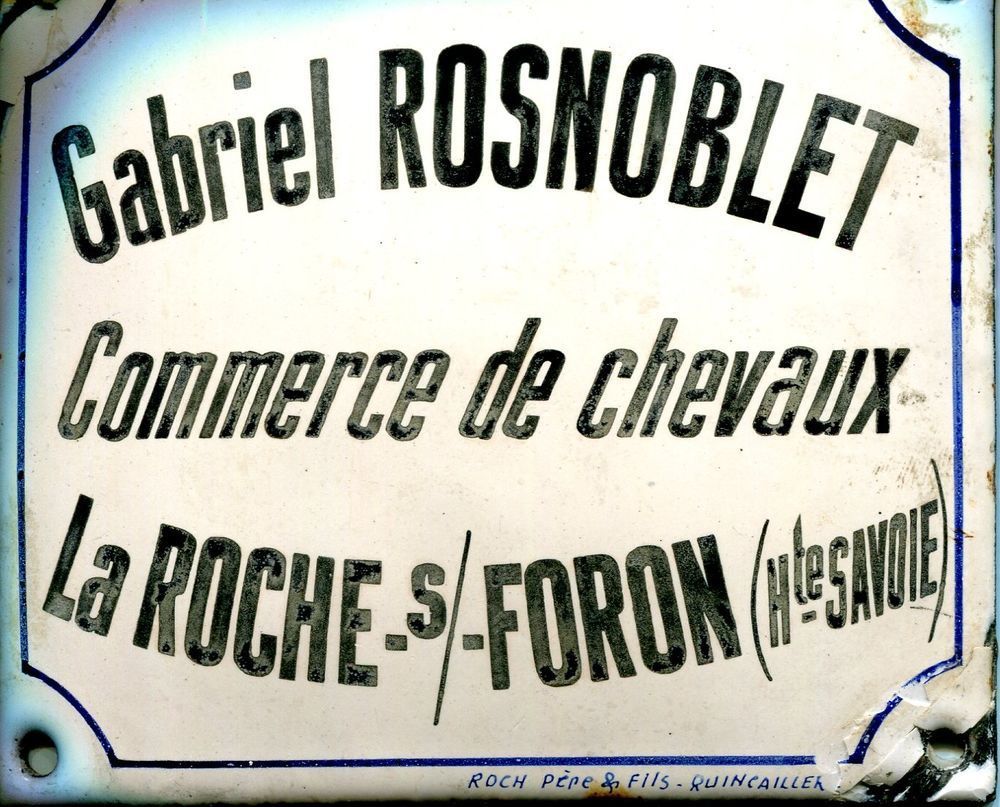 Gabriel ROSNOBLET
Commerce de chevaux
La ROCHE-s/-FORON (Hte SAVOIE)
ROCH Père & Fils - QUINCAILLER